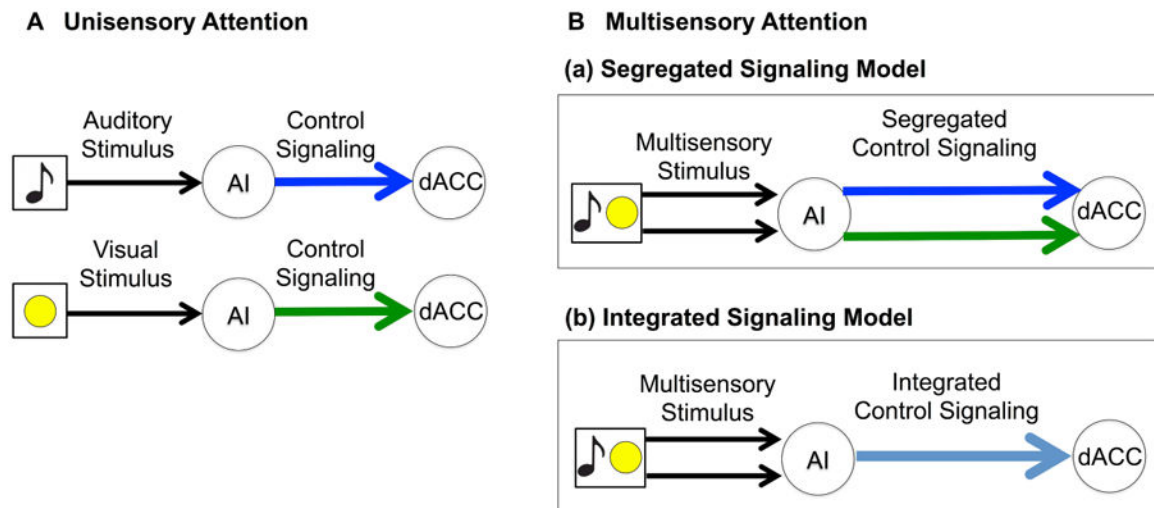 A Unisensory Attention
Auditory
Stimulus
Control
Signaling
AI
dACC
Visual
Stimulus
Control
Signaling
AI
dACC
B Multisensory Attention
(a) Segregated Signaling Model
Multisensory
Stimulus
Segregated
Control Signaling
AI
dACC
(b) Integrated Signaling Model
Multisensory
Stimulus
Integrated
Control Signaling
AI
dACC